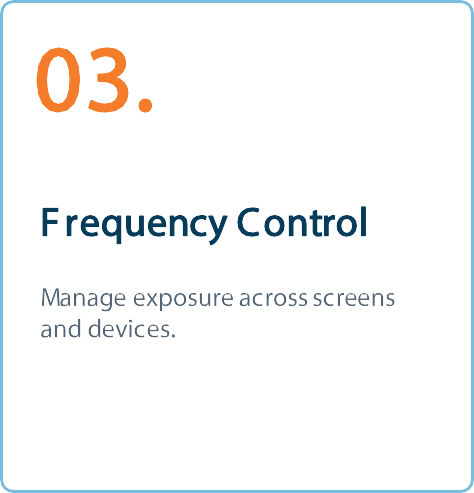 03.
Frequency Control
Manage exposure across screens
and devices.